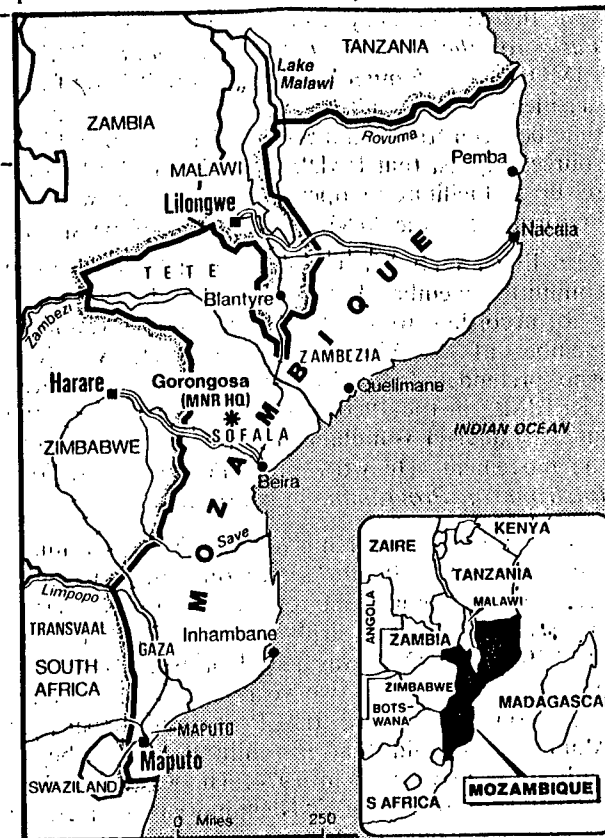 TANZANIA
Lake
Malawi
ZAMBIA
Rovuma
MALAWI
Pemba
Lilongwe
Nacala
TETE
Blantyre
Zambezi
ZAMBEZIA
Harare
Gorongosa
(MNR HQ)
Quelimane
SOFALA
INDIAN OCEAN
ZIMBABWE
Beira
MOZAMBIQUE
Save
Limpopo
TRANSVAAL
Inhambane
GAZA
SOUTH
AFRICA
MAPUTO
Maputo
SWAZILAND
0 Miles 250
KENYA
ZAIRE
TANZANIA
MALAWI
ANGOLA
ZAMBIA
ZIMBABWE
BOTS-
WANA
MADAGASCA
S AFRICA
MOZAMBIQUE